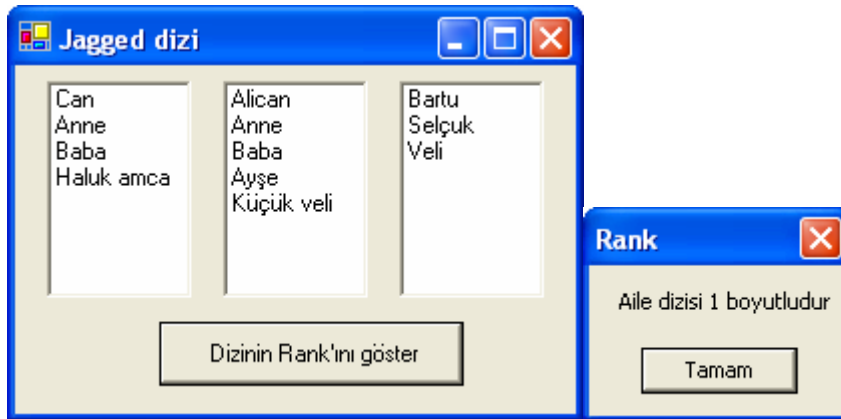 Jagged dizi
Can
Anne
Baba
Haluk amca
Alican
Anne
Baba
Ayşe
Küçük veli
Bartu
Selçuk
Veli
Dizinin Rank'ını göster
Rank
Aile dizisi 1 boyutludur
Tamam